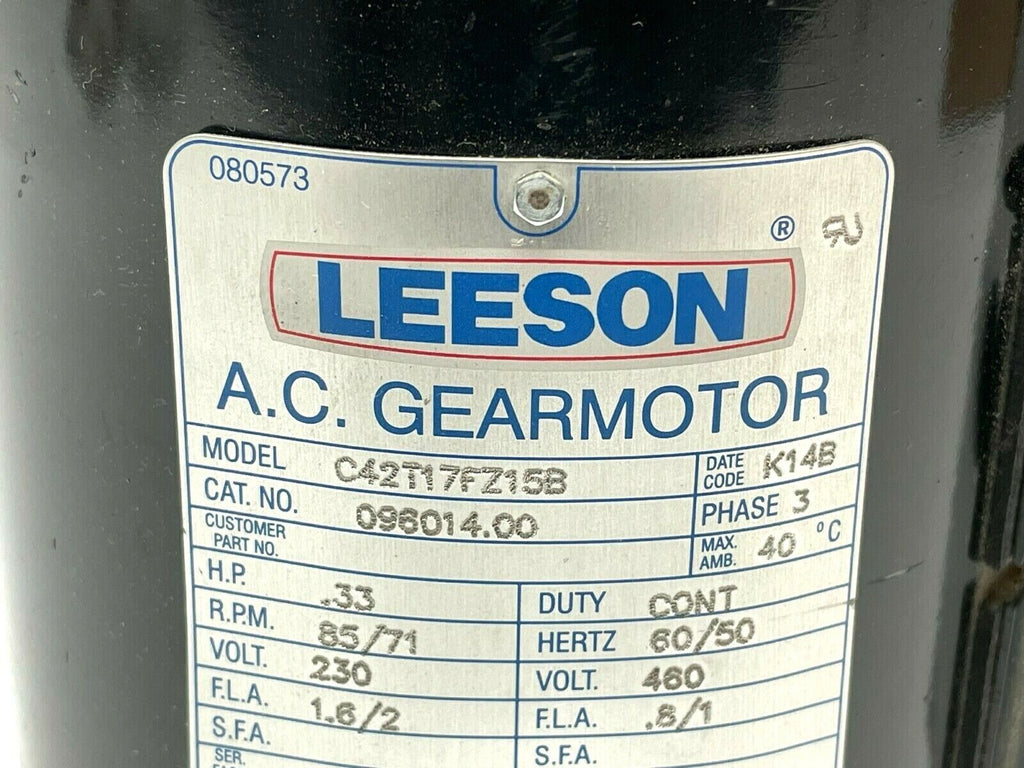 080573
®
LEESON
A.C. GEARMOTOR
MODEL C42T17FZ15B DATE CODE K14B
CAT. NO. 096014.00 PHASE 3
CUSTOMER PART NO. MAX. AMB. 40 °C
H.P. .33 DUTY CONT
R.P.M. 85/71 HERTZ 60/50
VOLT. 230 VOLT. 460
F.L.A. 1.6/2 F.L.A. .8/1
S.F.A. S.F.A.
SER.